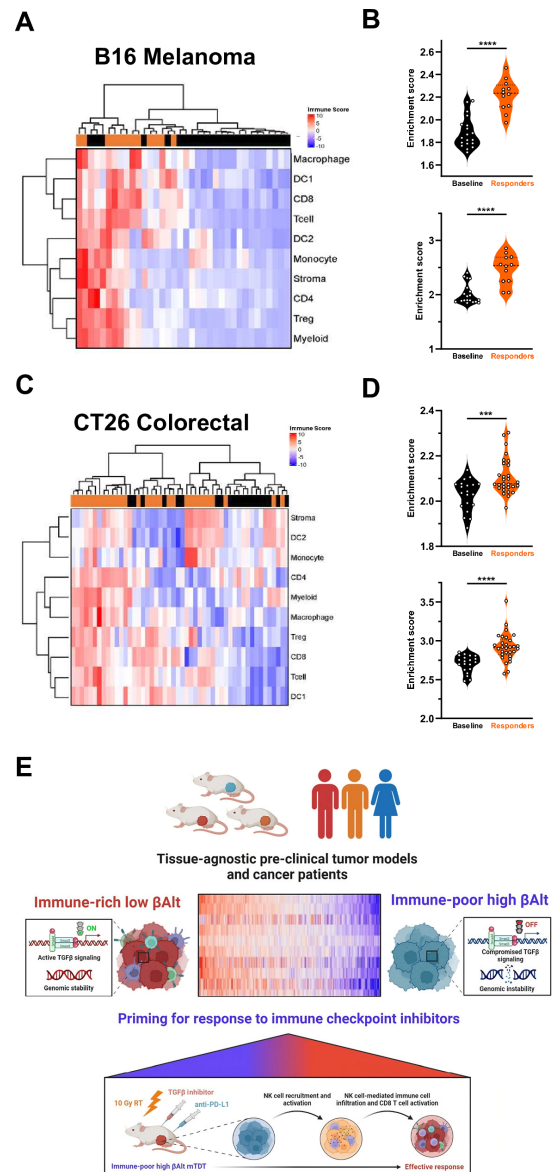 A
B16 Melanoma
Immune Score
10
5
0
-5
-10
Macrophage
DC1
CD8
Tcell
DC2
Monocyte
Stroma
CD4
Treg
Myeloid
B
****
Enrichment score
2.6
2.4
2.2
2.0
1.8
1.6
Baseline
Responders
****
Enrichment score
3
2
1
Baseline
Responders
C
CT26 Colorectal
Immune Score
10
5
0
-5
-10
Stroma
DC2
Monocyte
CD4
Myeloid
Macrophage
Treg
CD8
Tcell
DC1
D
***
Enrichment score
2.4
2.2
2.0
1.8
Baseline
Responders
****
Enrichment score
3.5
3.0
2.5
2.0
Baseline
Responders
E
Tissue-agnostic pre-clinical tumor models
and cancer patients
Immune-rich low βAlt
Immune-poor high βAlt
ON
Active TGFβ signaling
Genomic stability
OFF
Compromised TGFβ
signaling
Genomic instability
Priming for response to immune checkpoint inhibitors
TGFβ inhibitor
10 Gy RT
anti-PD-L1
NK cell recruitment and
activation
NK cell-mediated immune cell
infiltration and CD8 T cell activation
Immune-poor high βAlt mTDT
Effective response